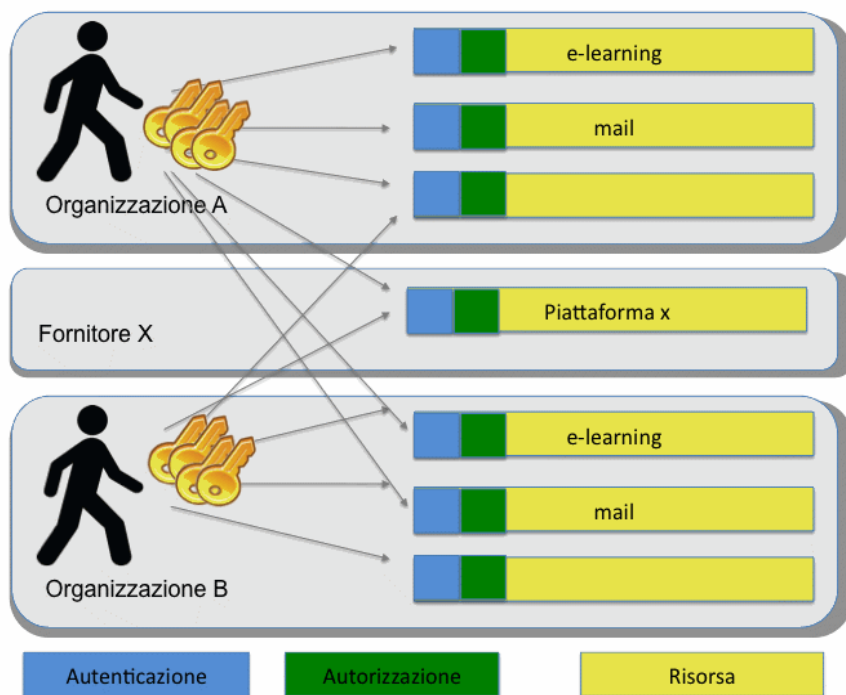 e-learning
mail
Organizzazione A
Piattaforma x
Fornitore X
e-learning
mail
Organizzazione B
Autenticazione
Autorizzazione
Risorsa